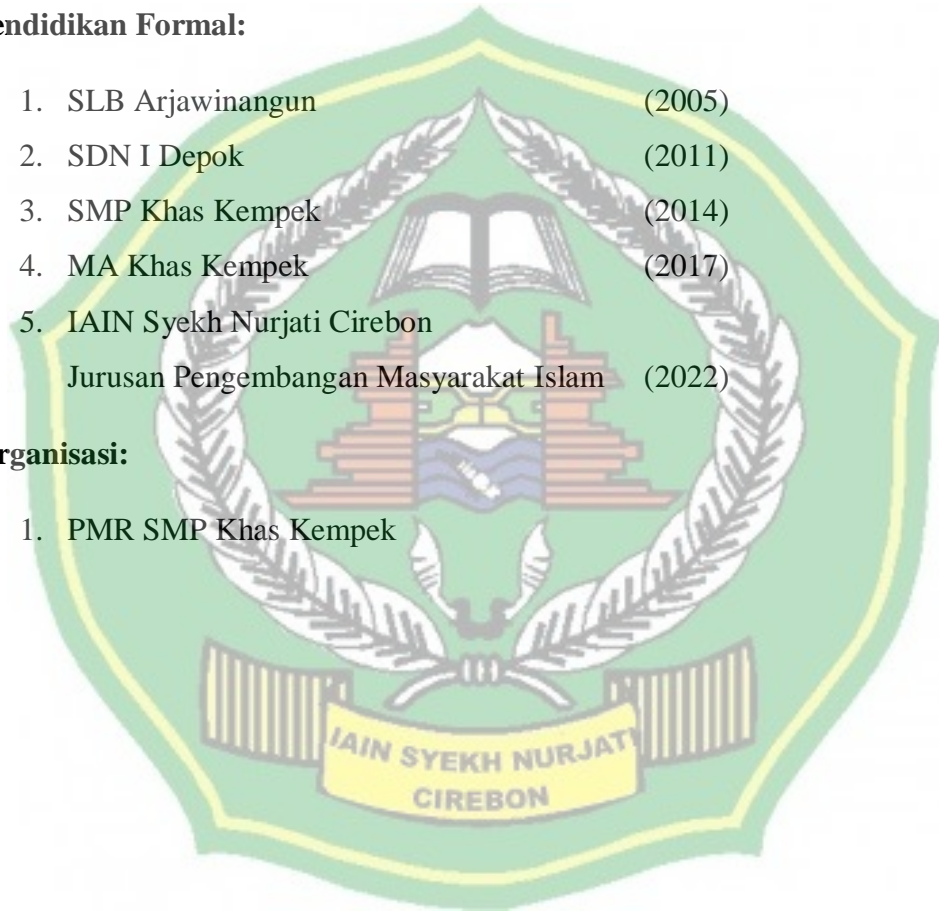 endidikan Formal:
1. SLB Arjawinangun (2005)
2. SDN I Depok (2011)
3. SMP Khas Kempek (2014)
4. MA Khas Kempek (2017)
5. IAIN Syekh Nurjati Cirebon
Jurusan Pengembangan Masyarakat Islam (2022)
rganisasi:
1. PMR SMP Khas Kempek
IAIN SYEKH NURJATI
CIREBON